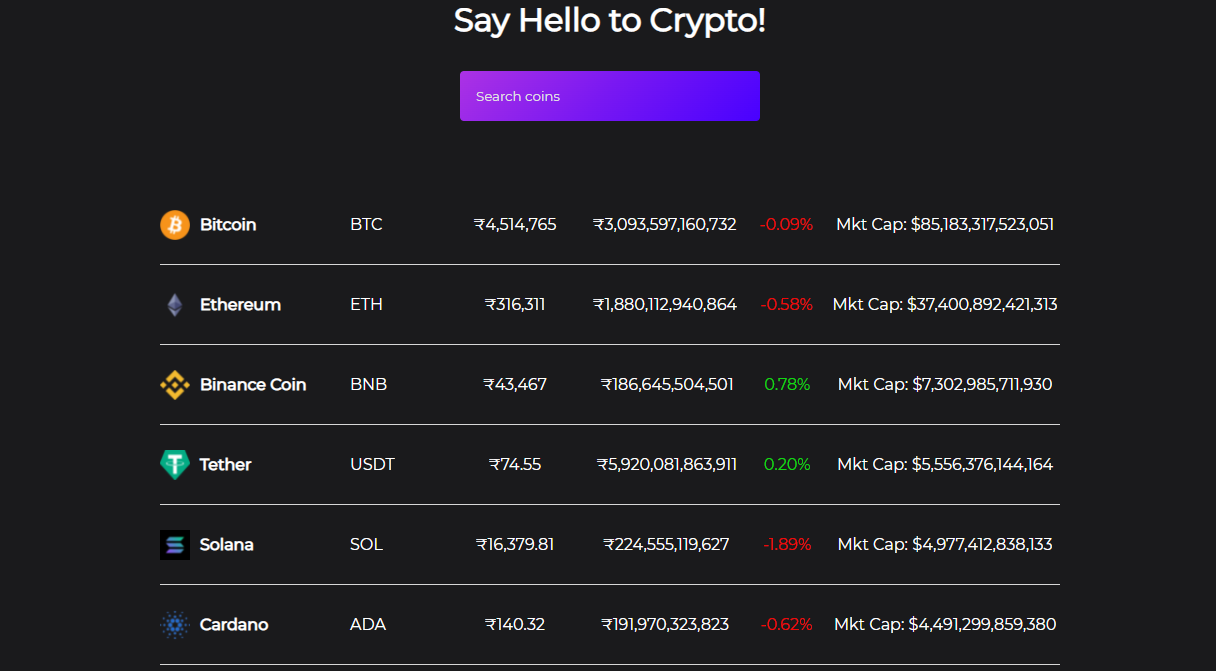 Say Hello to Crypto!
Search coins
Bitcoin BTC ₹4,514,765 ₹3,093,597,160,732 -0.09% Mkt Cap: $85,183,317,523,051
Ethereum ETH ₹316,311 ₹1,880,112,940,864 -0.58% Mkt Cap: $37,400,892,421,313
Binance Coin BNB ₹43,467 ₹186,645,504,501 0.78% Mkt Cap: $7,302,985,711,930
Tether USDT ₹74.55 ₹5,920,081,863,911 0.20% Mkt Cap: $5,556,376,144,164
Solana SOL ₹16,379.81 ₹224,555,119,627 -1.89% Mkt Cap: $4,977,412,838,133
Cardano ADA ₹140.32 ₹191,970,323,823 -0.62% Mkt Cap: $4,491,299,859,380